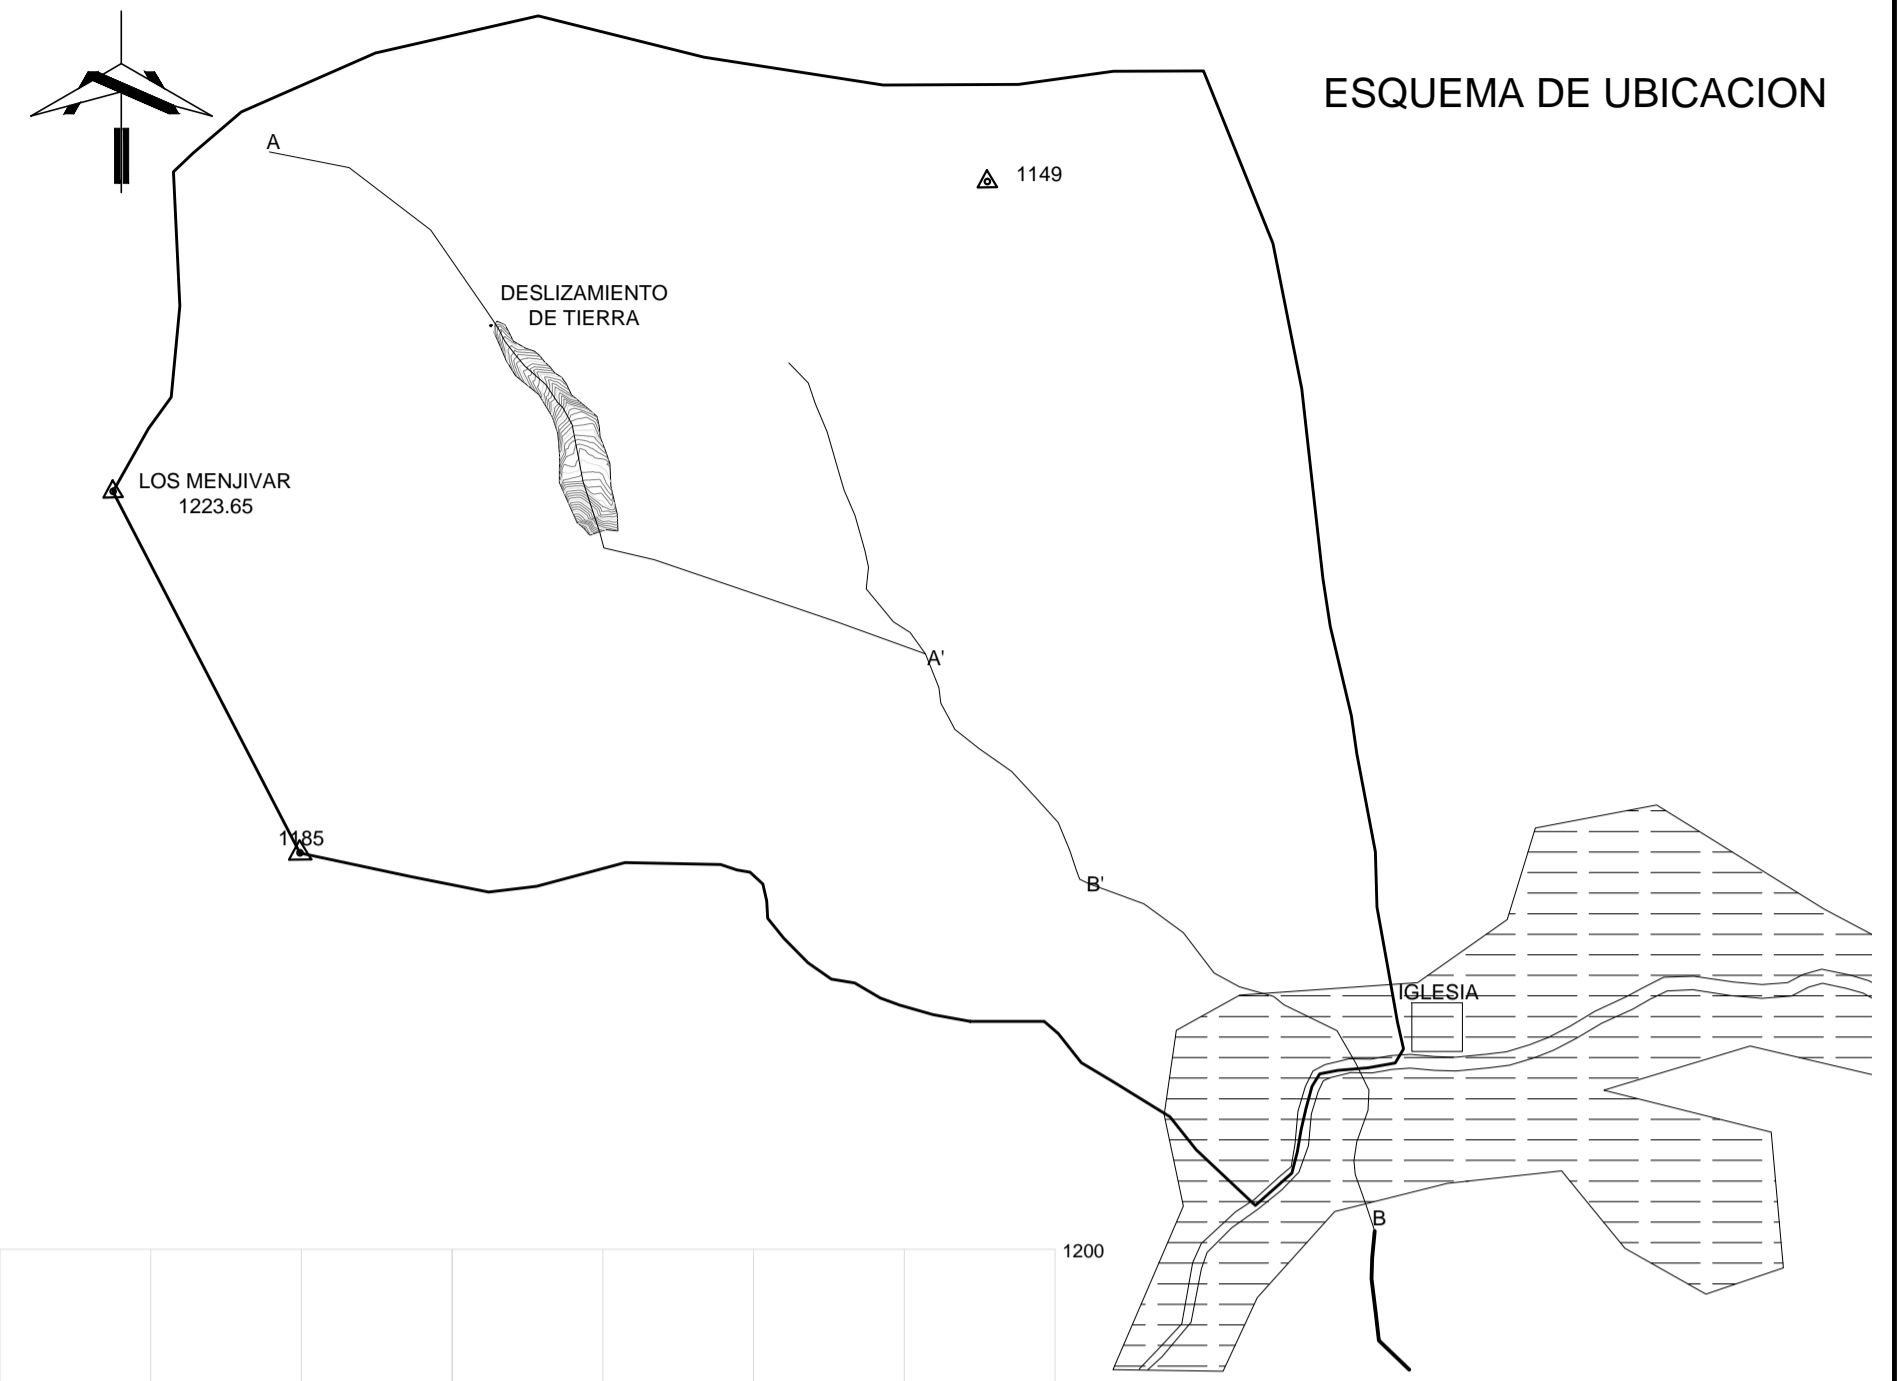 ESQUEMA DE UBICACION
A
1149
DESLIZAMIENTO
DE TIERRA
LOS MENJIVAR
1223.65
A'
1185
B'
IGLESIA
B
1200